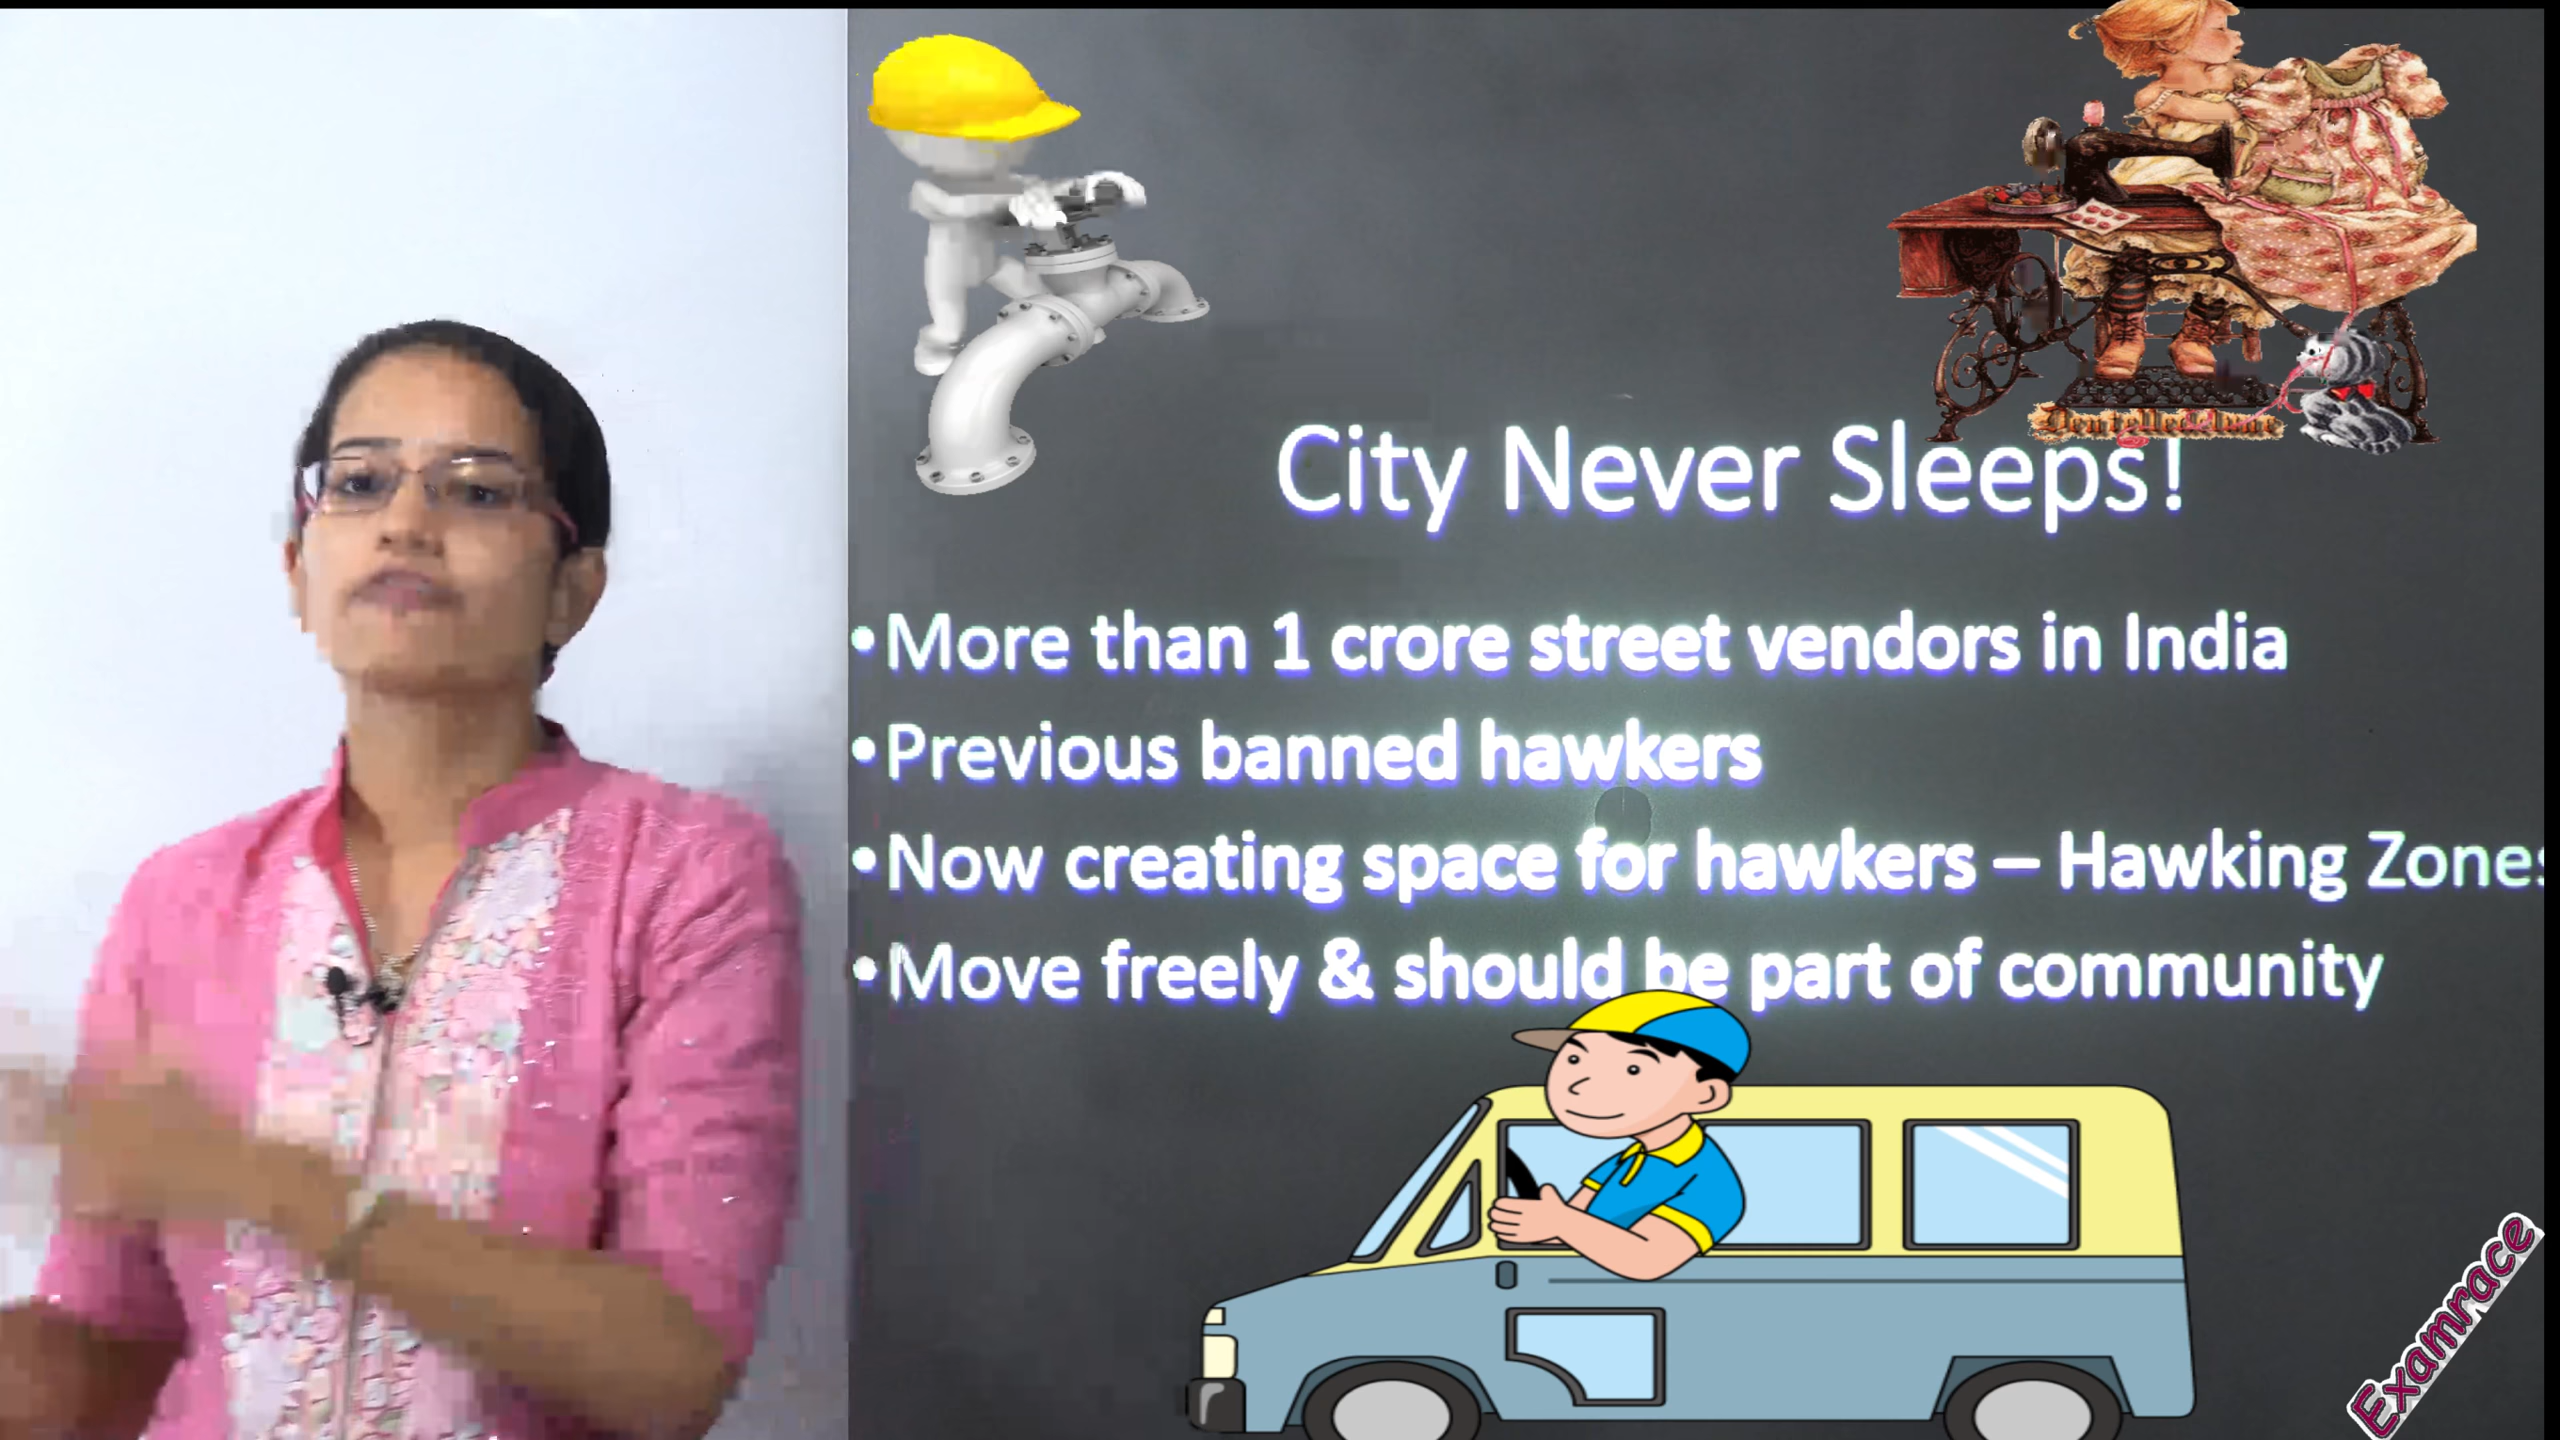 City Never Sleeps!
•More than 1 crore street vendors in India
•Previous banned hawkers
•Now creating space for hawkers – Hawking Zones
•Move freely & should be part of community
Examrace